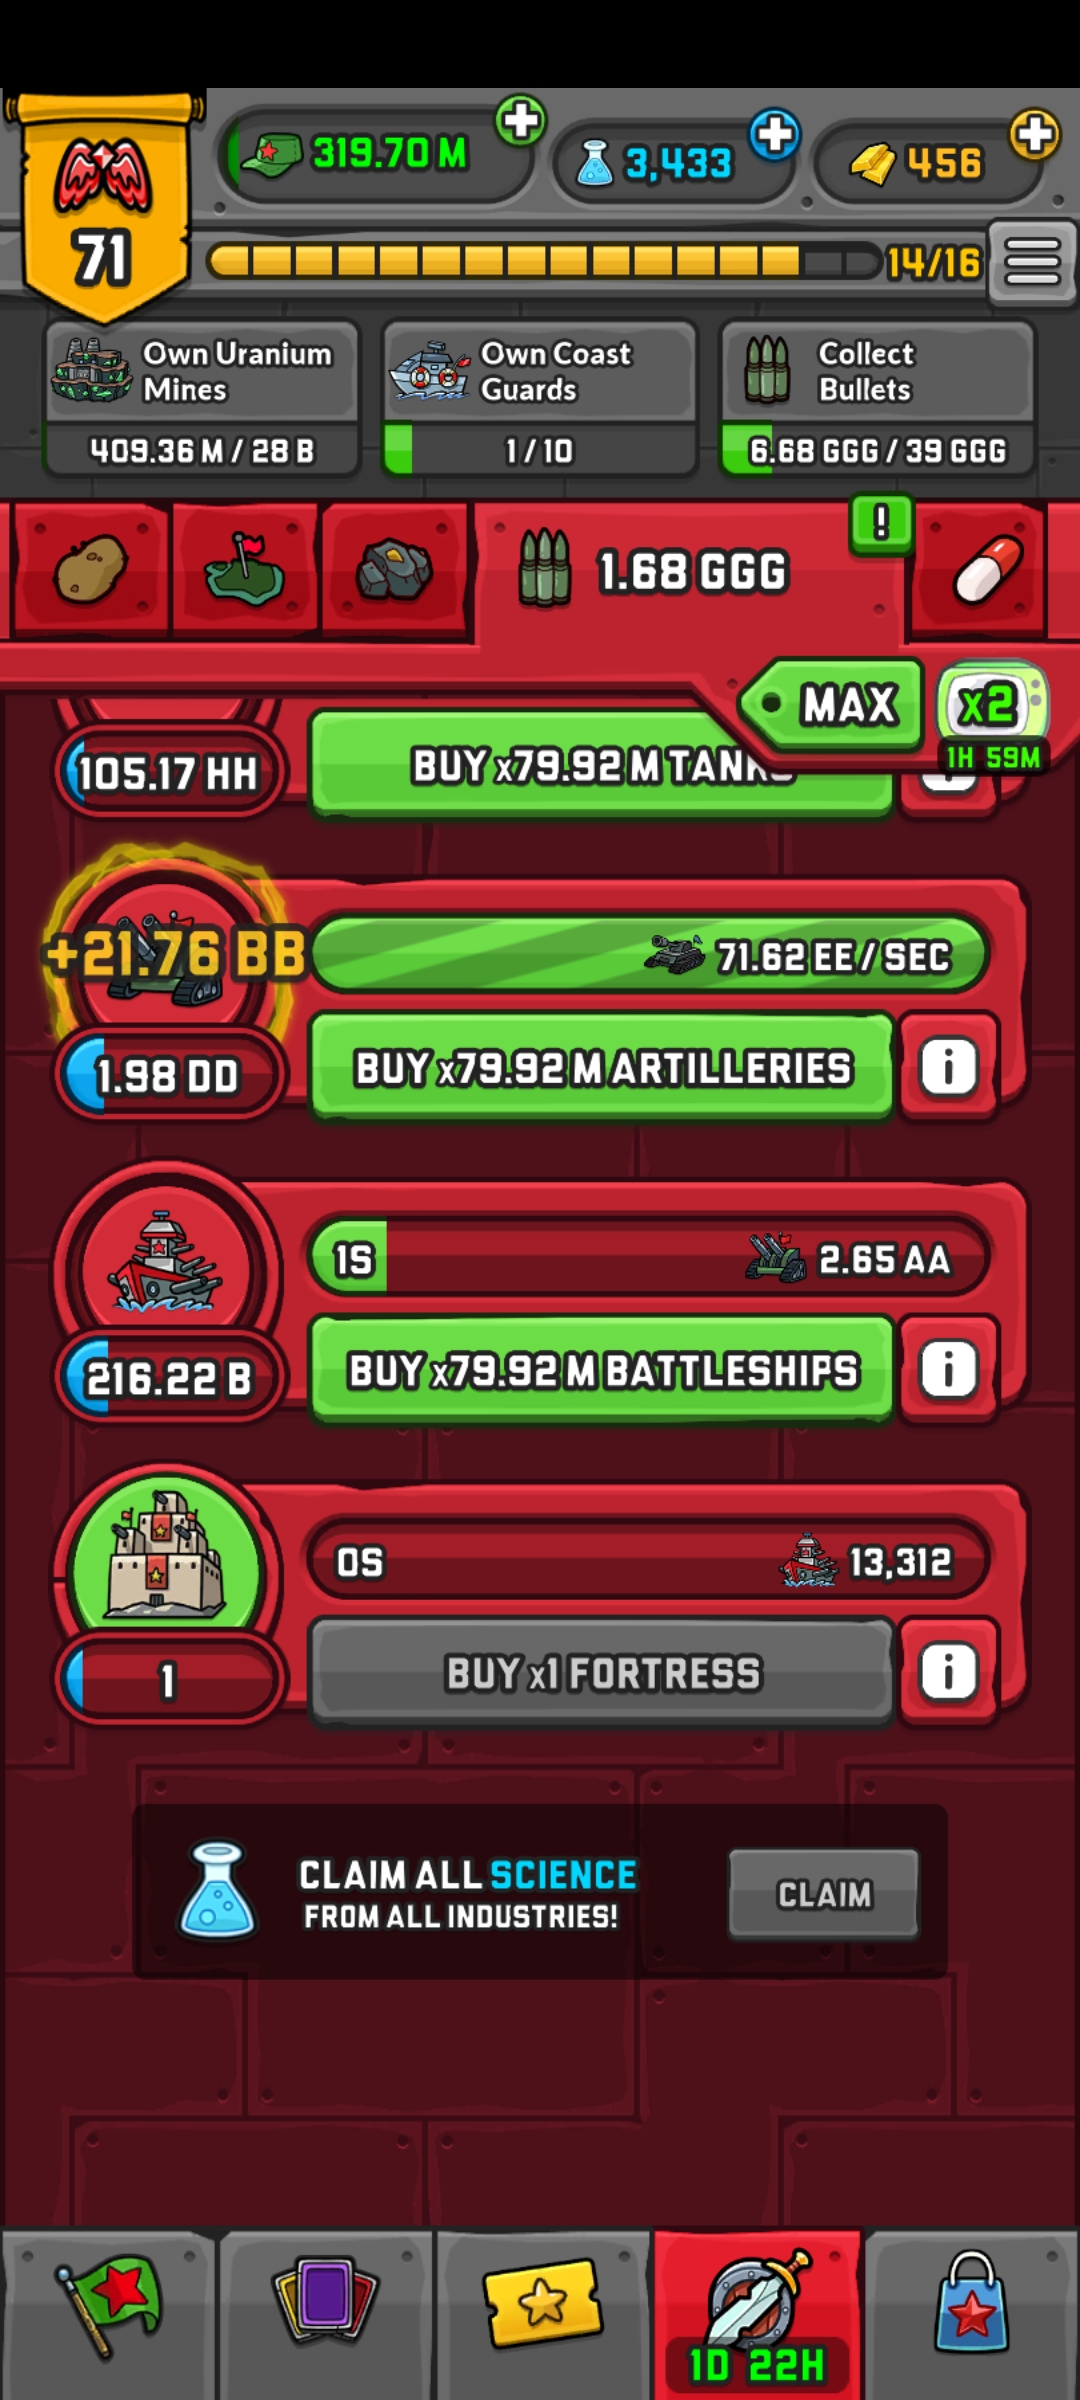 319.70 M
3,433
456
71
14/16
Own Uranium
Mines
409.36 M / 28 B
Own Coast
Guards
1 / 10
Collect
Bullets
6.68 GGG / 39 GGG
!
1.68 GGG
MAX
x2
1H 59M
105.17 HH
BUY x79.92 M TANKS
+21.76 BB
71.62 EE / SEC
1.98 DD
BUY x79.92 M ARTILLERIES
i
1S
2.65 AA
216.22 B
BUY x79.92 M BATTLESHIPS
i
0S
13,312
1
BUY x1 FORTRESS
i
CLAIM ALL SCIENCE
FROM ALL INDUSTRIES!
CLAIM
1D 22H